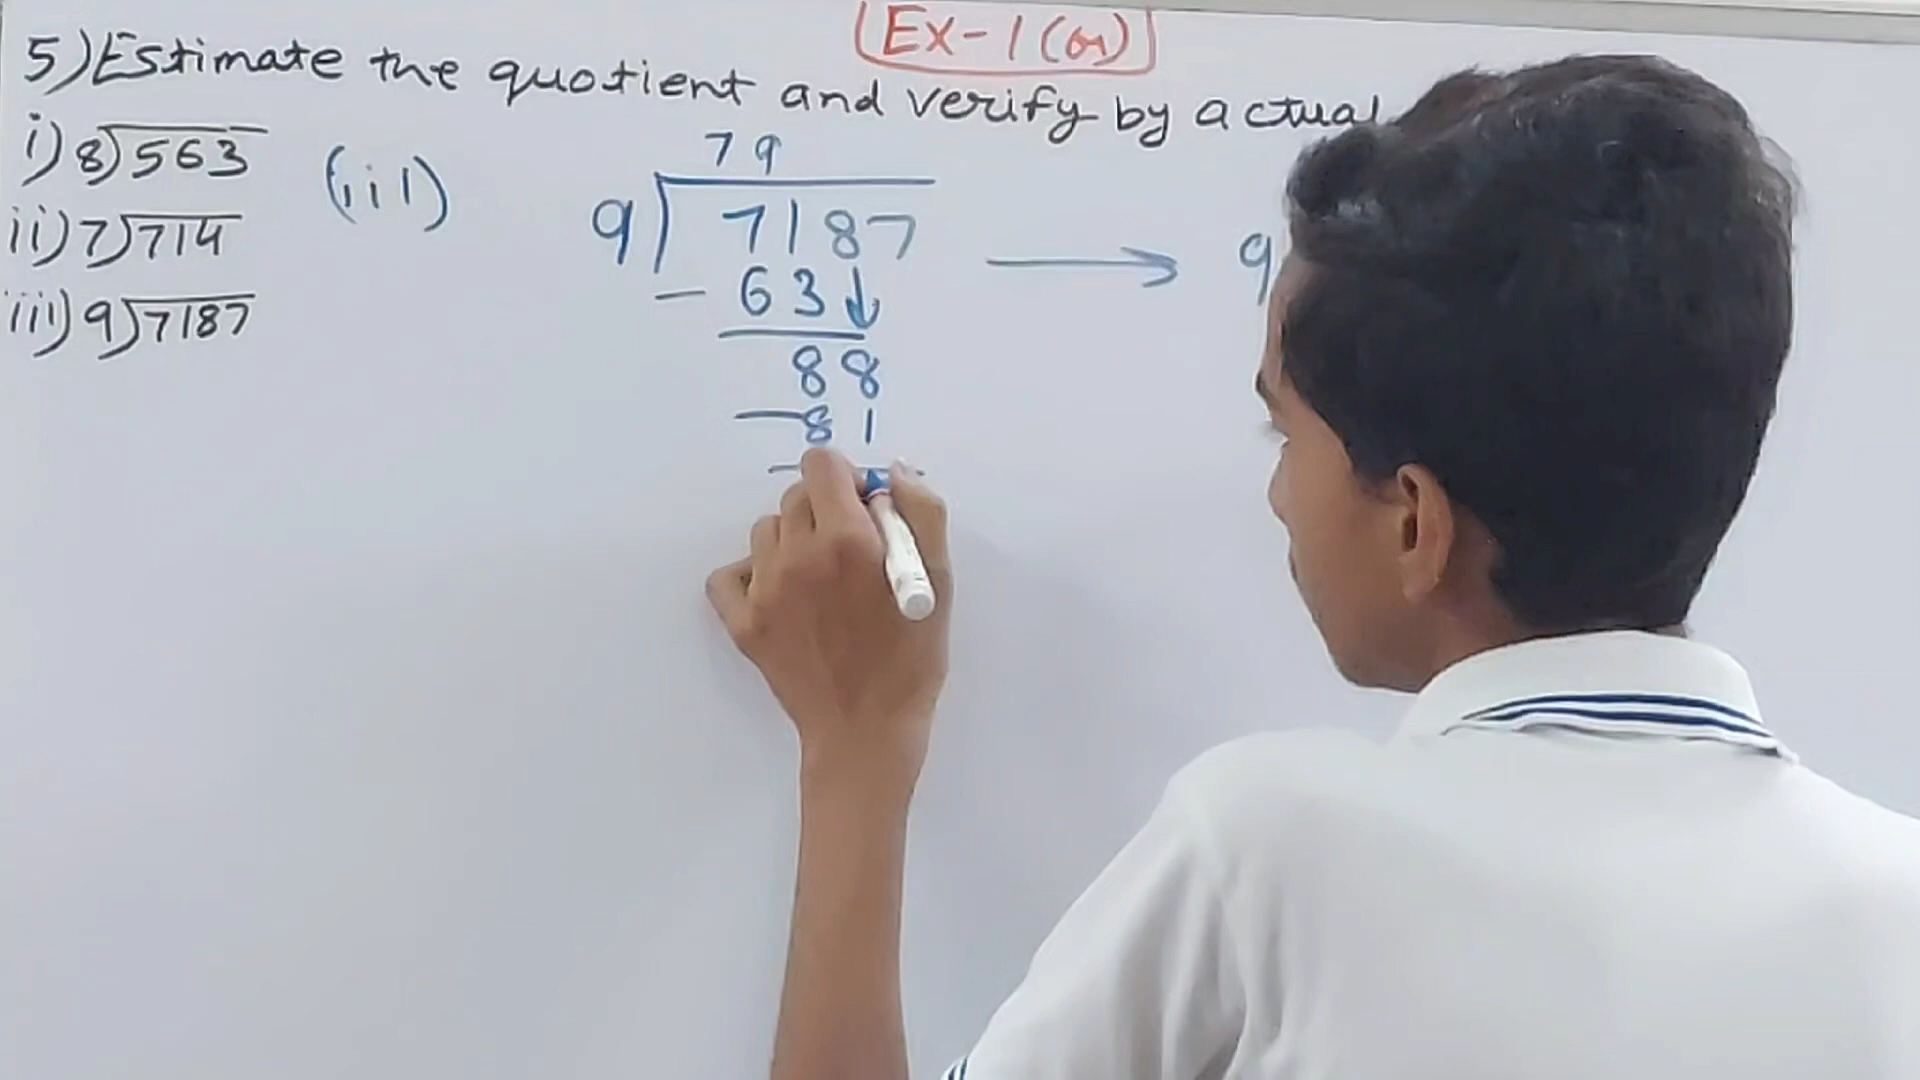 Ex-1(a)
5) Estimate the quotient and verify by actual
i) 8)563
ii) 7)714
iii) 9)7187
(iii)
79
9)7187 → 9
- 63↓
88
- 81